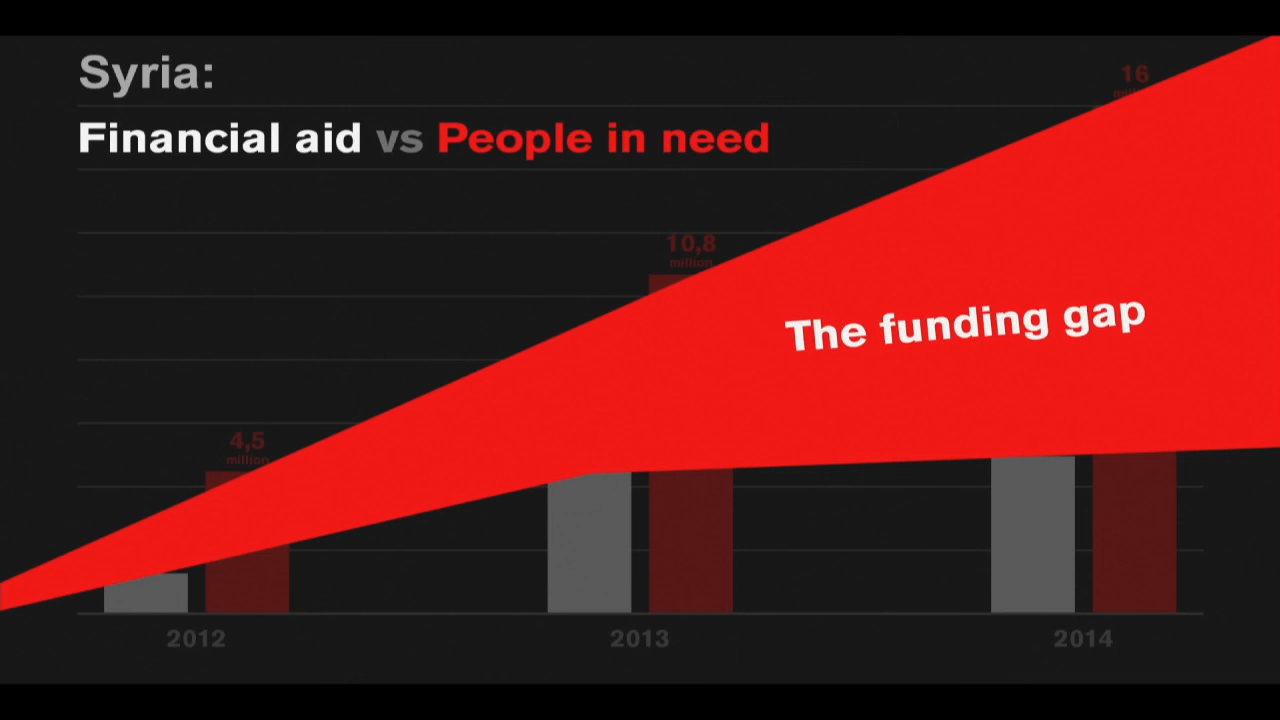 Syria:
Financial aid vs People in need
16
10,8
million
The funding gap
4,5
million
2012
2013
2014